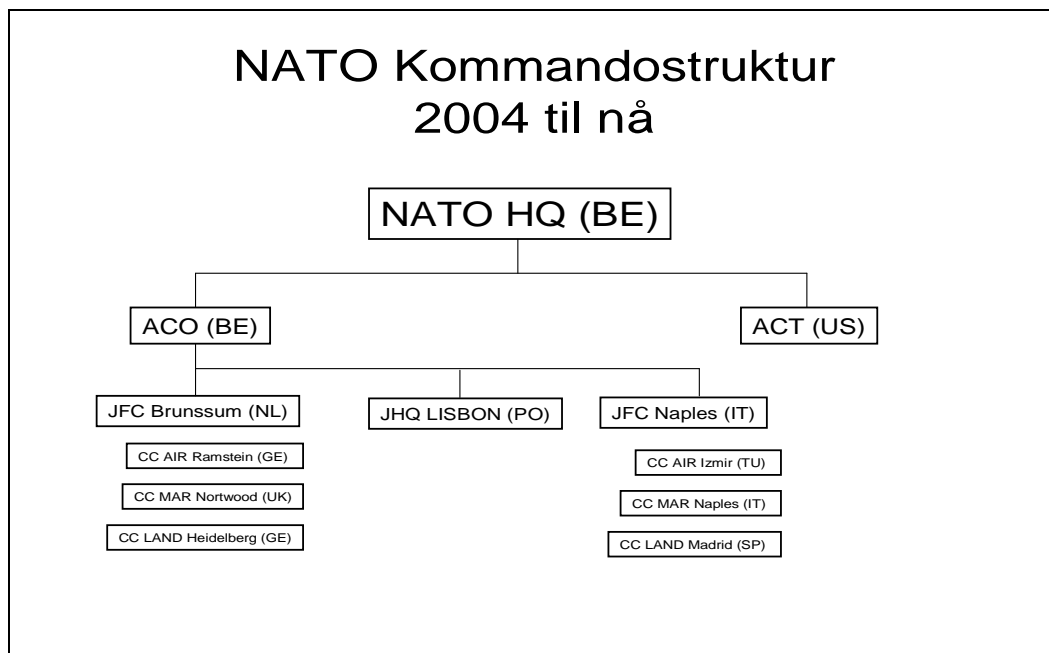 NATO Kommandostruktur
2004 til nå
NATO HQ (BE)
ACO (BE)
ACT (US)
JFC Brunssum (NL)
JHQ LISBON (PO)
JFC Naples (IT)
CC AIR Ramstein (GE)
CC MAR Nortwood (UK)
CC LAND Heidelberg (GE)
CC AIR Izmir (TU)
CC MAR Naples (IT)
CC LAND Madrid (SP)